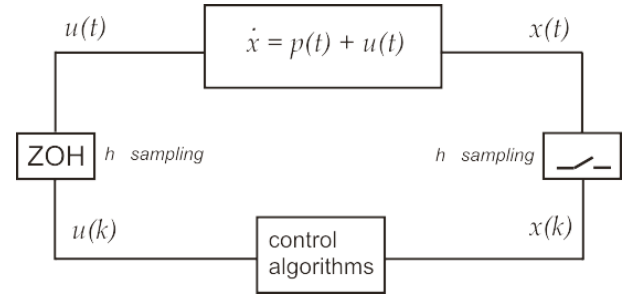 u(t)
ẋ = p(t) + u(t)
x(t)
ZOH
h sampling
h sampling
u(k)
control
algorithms
x(k)